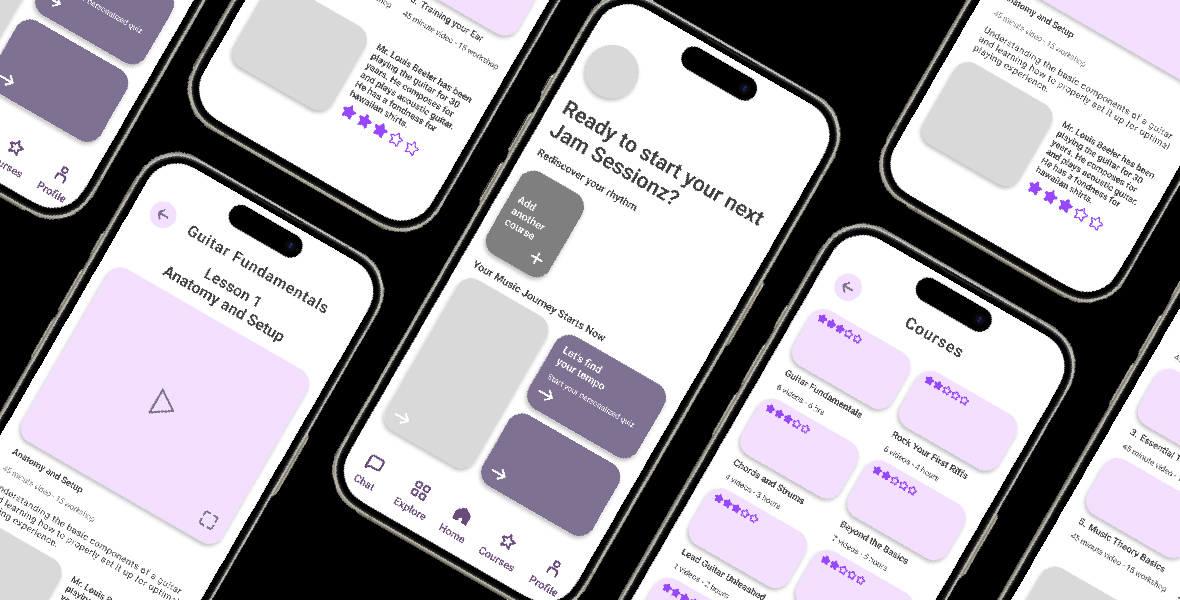 personalized quiz
Profile
5. Training your Ear
45 minute video - 15 workshop
Mr. Louis Beeler has been
playing the guitar for 30
years. He composes for
and plays acoustic guitar.
He has a fondness for
hawaiian shirts.
Guitar Fundamentals
Lesson 1
Anatomy and Setup
Anatomy and Setup
45 minute video - 15 workshop
Understanding the basic components of a guitar
and learning how to properly set it up for optimal
playing experience.
Mr. Louis
Ready to start your next
Jam Sessionz?
Rediscover your rhythm
Add
another
course
Your Music Journey Starts Now
Let's find
your tempo
Start your personalized quiz
Chat
Explore
Home
Courses
Profile
Anatomy and Setup
45 minute video - 15 workshop
Understanding the basic components of a guitar
and learning how to properly set it up for optimal
playing experience.
Mr. Louis Beeler has been
playing the guitar for 30
years. He composes for
and plays acoustic guitar.
He has a fondness for
hawaiian shirts.
Courses
Guitar Fundamentals
6 videos - 6 hrs
Rock Your First Riffs
6 videos - 4 hours
Chords and Strums
4 videos - 3 hours
Beyond the Basics
7 videos - 5 hours
Lead Guitar Unleashed
7 videos - 2 hours
3. Essential
45 minute video
5. Music Theory Basics
45 minute video - 15 workshop